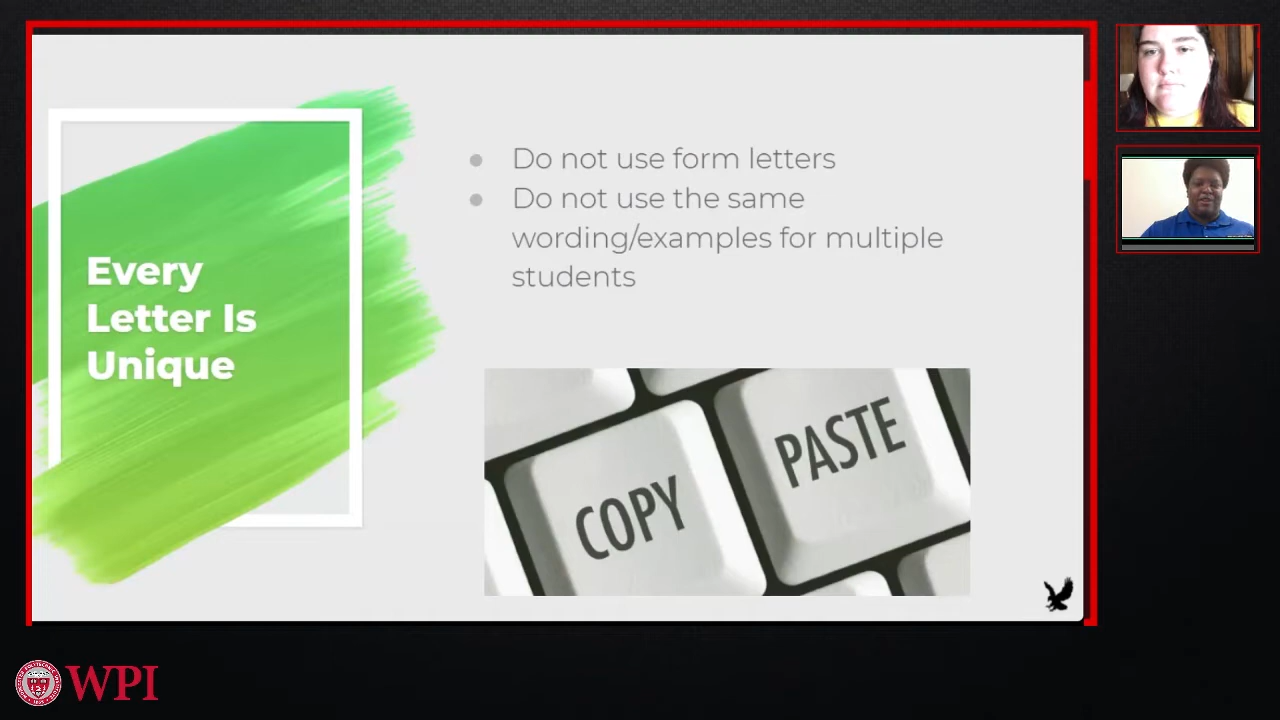 Every
Letter Is
Unique
Do not use form letters
Do not use the same
wording/examples for multiple
students
COPY
PASTE
WPI